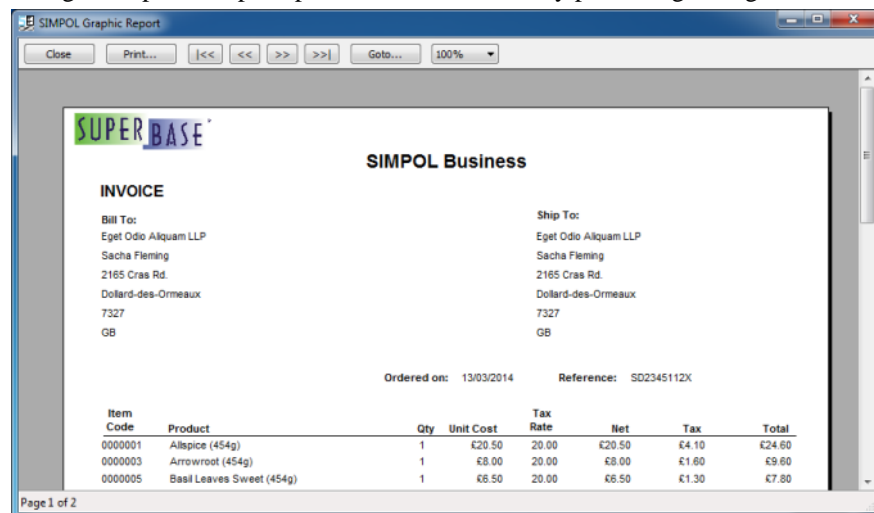 SIMPOL Graphic Report
Close Print... |<< << >> >>| Goto... 100%
SUPERBASE
SIMPOL Business
INVOICE
Bill To: Ship To:
Eget Odio Aliquam LLP Eget Odio Aliquam LLP
Sacha Fleming Sacha Fleming
2165 Cras Rd. 2165 Cras Rd.
Dollard-des-Ormeaux Dollard-des-Ormeaux
7327 7327
GB GB
Ordered on: 13/03/2014 Reference: SD2345112X
Item Tax
Code Product Qty Unit Cost Rate Net Tax Total
0000001 Allspice (454g) 1 £20.50 20.00 £20.50 £4.10 £24.60
0000003 Arrowroot (454g) 1 £8.00 20.00 £8.00 £1.60 £9.60
0000005 Basil Leaves Sweet (454g) 1 £6.50 20.00 £6.50 £1.30 £7.80
Page 1 of 2